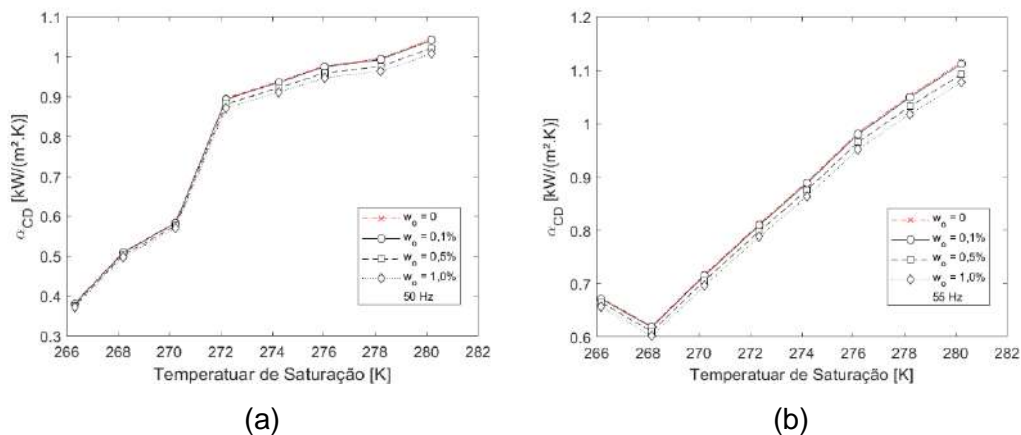 1.1
1
0.9
0.8
0.7
0.6
0.5
0.4
0.3
α_CD [kW/(m².K)]
266 268 270 272 274 276 278 280 282
Temperatuar de Saturação [K]
w_o = 0
w_o = 0,1%
w_o = 0,5%
w_o = 1,0%
50 Hz
(a)
1.2
1.1
1
0.9
0.8
0.7
0.6
α_CD [kW/(m².K)]
266 268 270 272 274 276 278 280 282
Temperatuar de Saturação [K]
w_o = 0
w_o = 0,1%
w_o = 0,5%
w_o = 1,0%
55 Hz
(b)